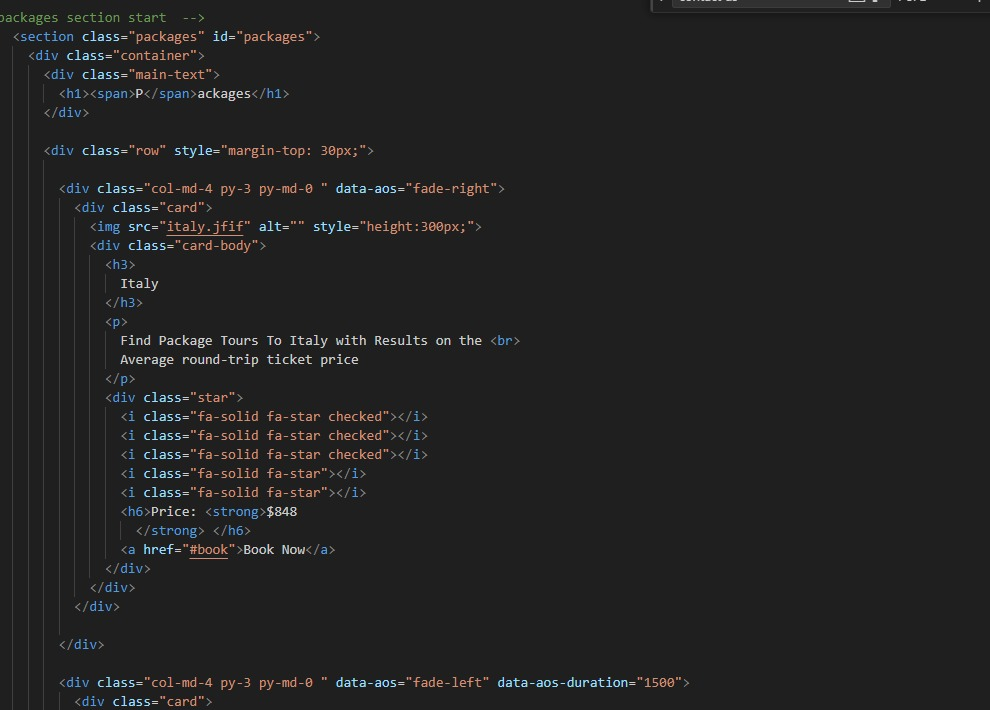 packages section start  -->
<section class="packages" id="packages">
<div class="container">
<div class="main-text">
<h1><span>P</span>ackages</h1>
</div>
<div class="row" style="margin-top: 30px;">
<div class="col-md-4 py-3 py-md-0 " data-aos="fade-right">
<div class="card">
<img src="italy.jfif" alt="" style="height:300px;">
<div class="card-body">
<h3>
Italy
</h3>
<p>
Find Package Tours To Italy with Results on the <br>
Average round-trip ticket price
</p>
<div class="star">
<i class="fa-solid fa-star checked"></i>
<i class="fa-solid fa-star checked"></i>
<i class="fa-solid fa-star checked"></i>
<i class="fa-solid fa-star"></i>
<i class="fa-solid fa-star"></i>
<h6>Price: <strong>$848
</strong> </h6>
<a href="#book">Book Now</a>
</div>
</div>
</div>
</div>
<div class="col-md-4 py-3 py-md-0 " data-aos="fade-left" data-aos-duration="1500">
<div class="card">